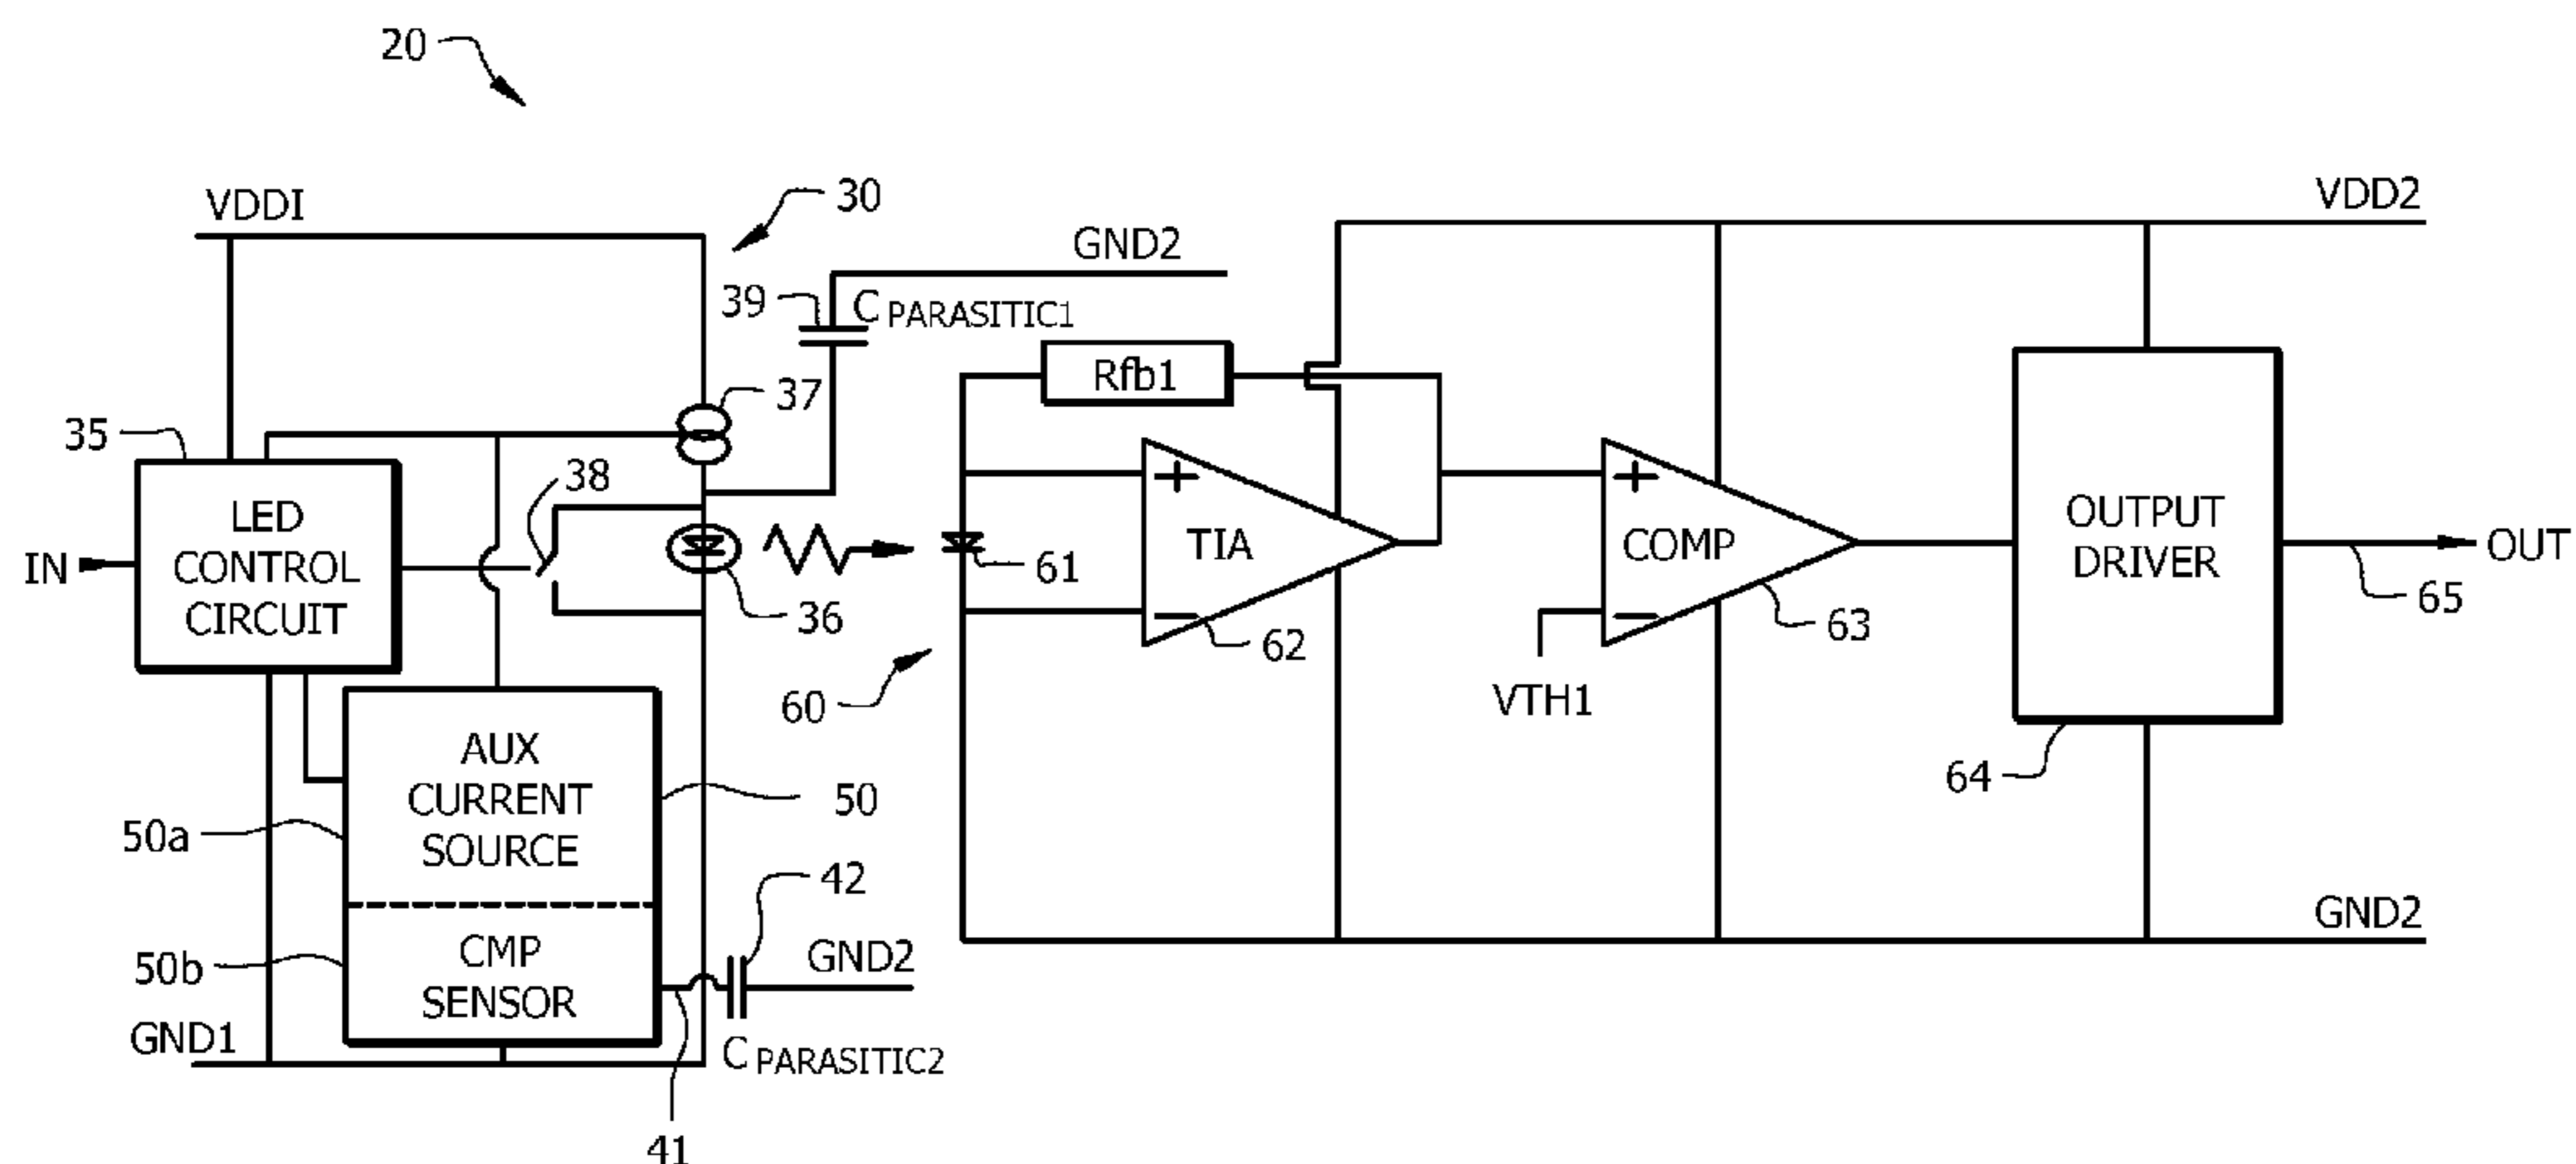 20
VDDI
30
VDD2
GND2
39
C PARASITIC1
37
Rfb1
35
38
LED
CONTROL
CIRCUIT
IN
TIA
COMP
OUTPUT
DRIVER
OUT
61
36
62
63
65
60
VTH1
64
AUX
CURRENT
SOURCE
50
50a
42
CMP
SENSOR
50b
GND2
GND2
GND1
C PARASITIC2
41